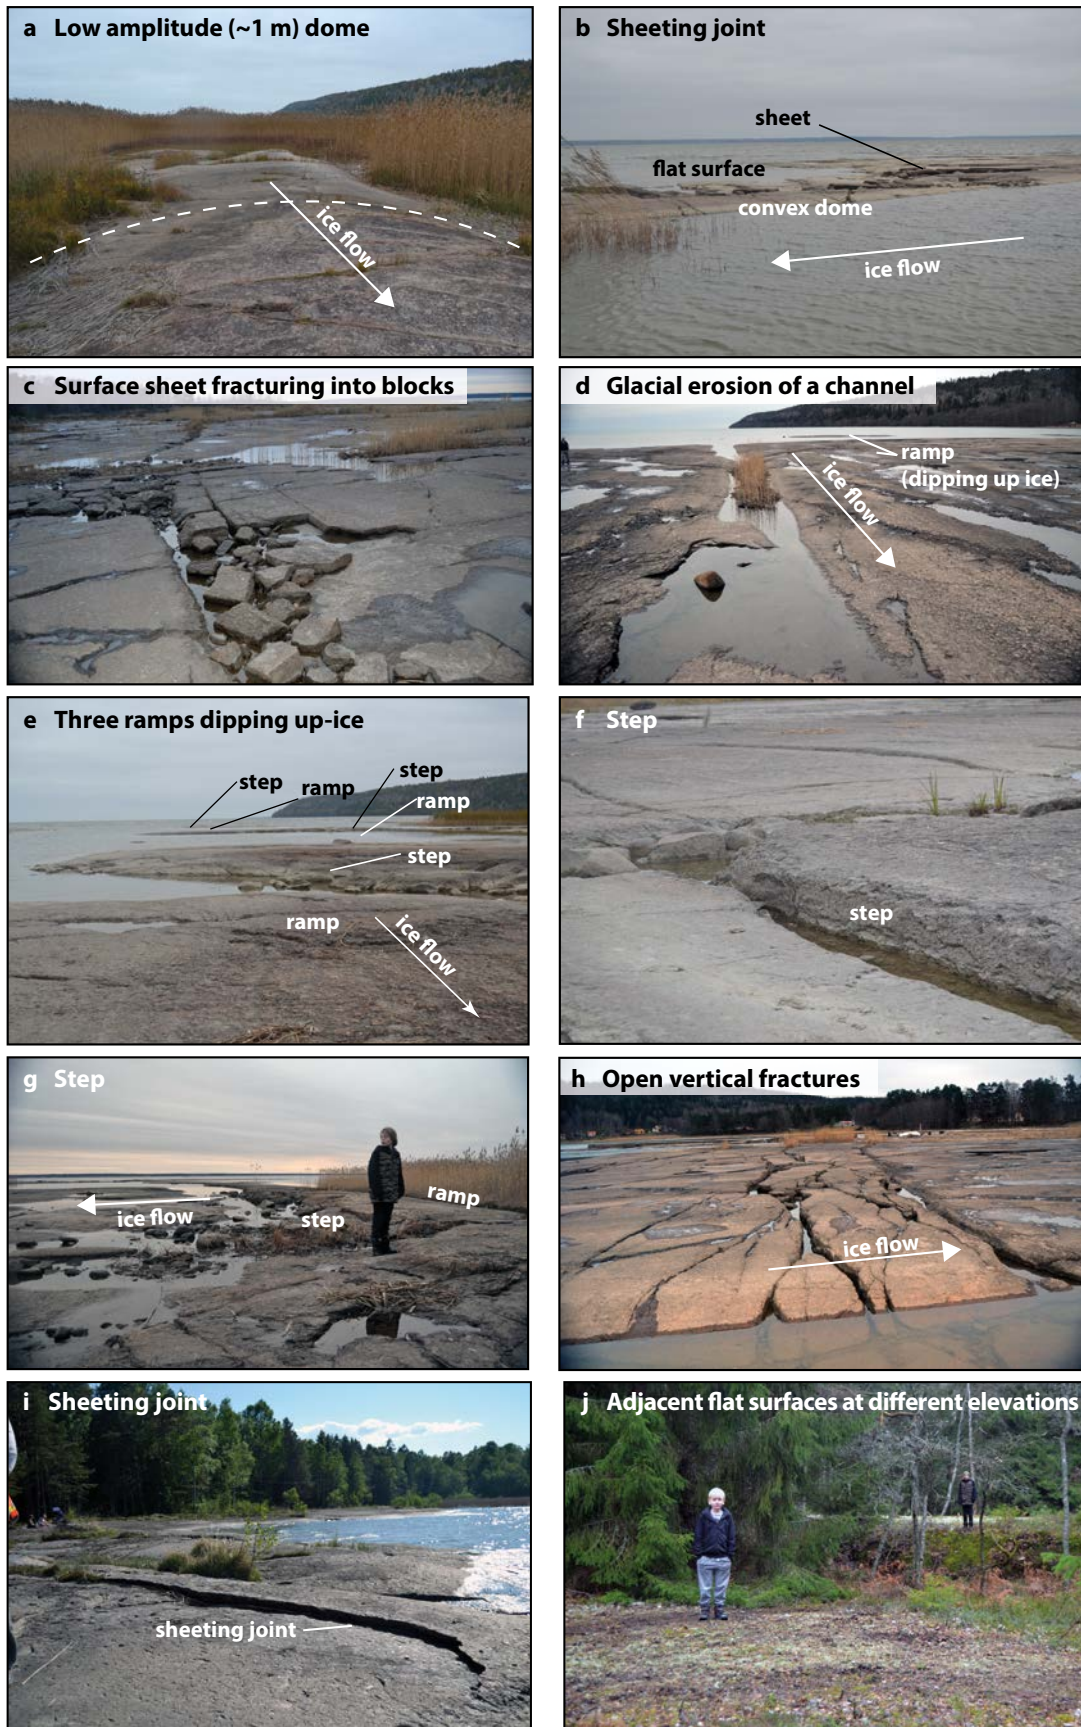 a Low amplitude (~1 m) dome
ice flow
b Sheeting joint
sheet
flat surface
convex dome
ice flow
c Surface sheet fracturing into blocks
d Glacial erosion of a channel
ramp
(dipping up ice)
ice flow
e Three ramps dipping up-ice
step
step
ramp
ramp
step
ramp
ice flow
f Step
step
g Step
ramp
ice flow
step
h Open vertical fractures
ice flow
i Sheeting joint
sheeting joint
j Adjacent flat surfaces at different elevations